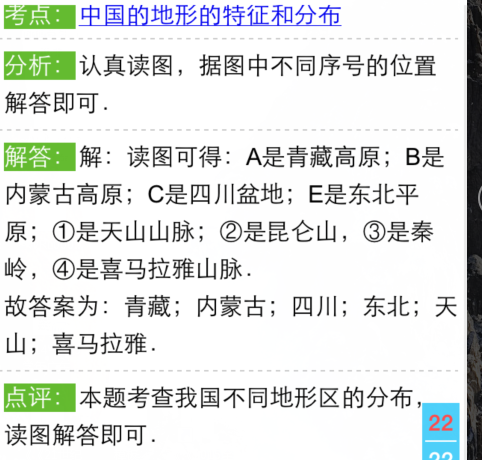 考点：中国的地形的特征和分布
分析：认真读图，据图中不同序号的位置
解答即可．
解答：解：读图可得：A是青藏高原；B是
内蒙古高原；C是四川盆地；E是东北平
原；①是天山山脉；②是昆仑山，③是秦
岭，④是喜马拉雅山脉．
故答案为：青藏；内蒙古；四川；东北；天
山；喜马拉雅．
点评：本题考查我国不同地形区的分布，
读图解答即可．
22
22